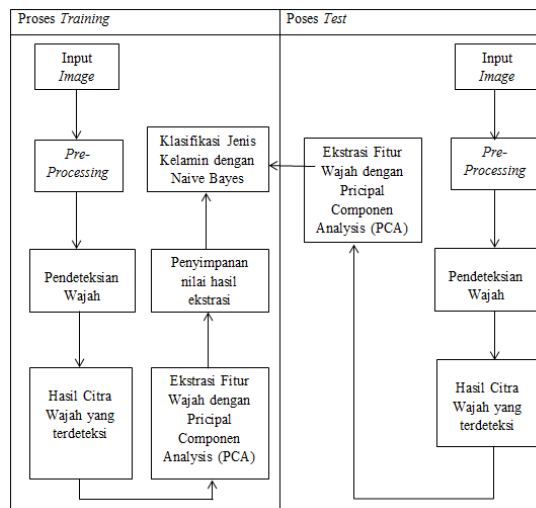 Proses Training
Input
Image
Pre-
Processing
Pendeteksian
Wajah
Hasil Citra
Wajah yang
terdeteksi
Ekstrasi Fitur
Wajah dengan
Pricipal
Componen
Analysis (PCA)
Penyimpanan
nilai hasil
ekstrasi
Klasifikasi Jenis
Kelamin dengan
Naive Bayes
Poses Test
Input
Image
Pre-
Processing
Pendeteksian
Wajah
Hasil Citra
Wajah yang
terdeteksi
Ekstrasi Fitur
Wajah dengan
Pricipal
Componen
Analysis (PCA)